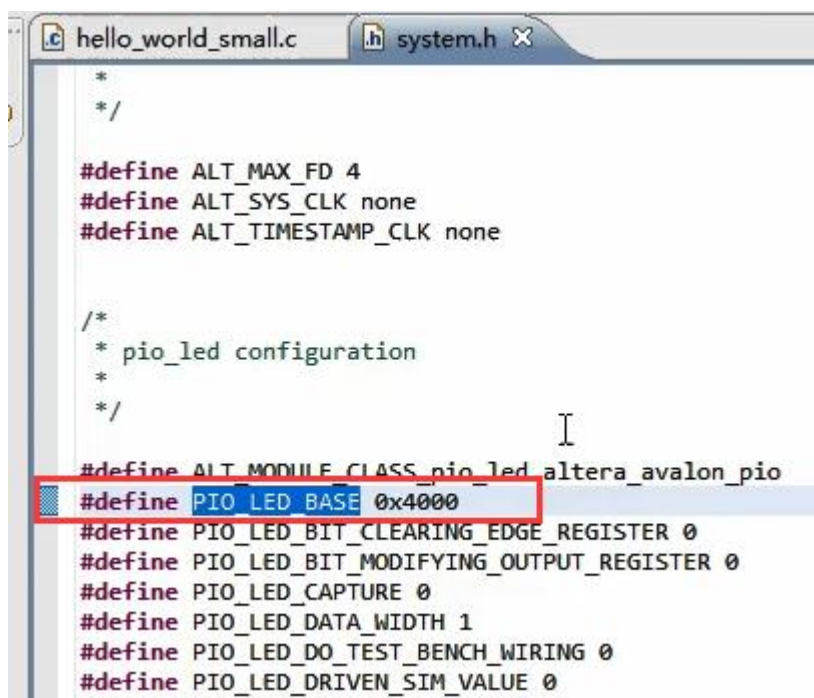 hello_world_small.c system.h
*
*/
#define ALT_MAX_FD 4
#define ALT_SYS_CLK none
#define ALT_TIMESTAMP_CLK none
/*
* pio_led configuration
*
*/
#define ALT_MODULE_CLASS_pio_led altera_avalon_pio
#define PIO_LED_BASE 0x4000
#define PIO_LED_BIT_CLEARING_EDGE_REGISTER 0
#define PIO_LED_BIT_MODIFYING_OUTPUT_REGISTER 0
#define PIO_LED_CAPTURE 0
#define PIO_LED_DATA_WIDTH 1
#define PIO_LED_DO_TEST_BENCH_WIRING 0
#define PIO_LED_DRIVEN_SIM_VALUE 0